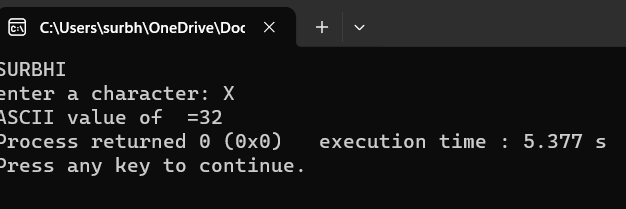 C:\Users\surbh\OneDrive\Doc
SURBHI
enter a character: X
ASCII value of  =32
Process returned 0 (0x0)   execution time : 5.377 s
Press any key to continue.